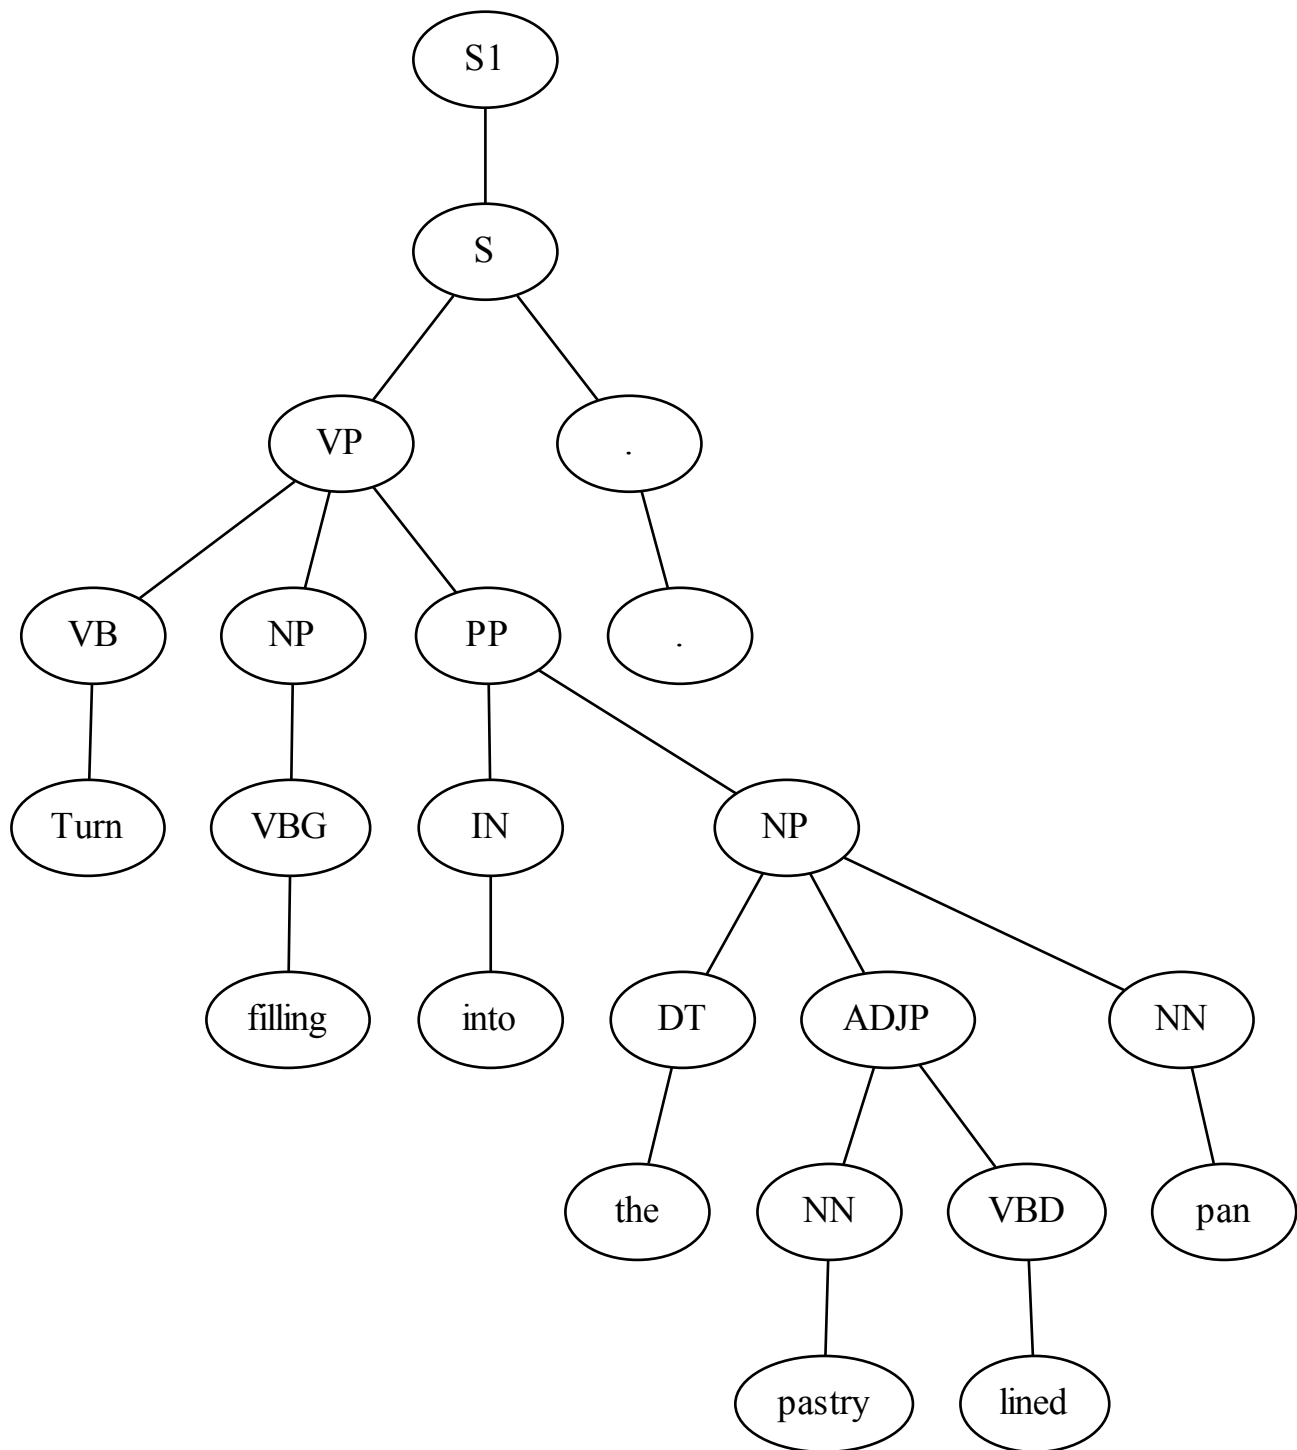 S1
S
VP .
VB NP PP .
Turn VBG IN NP
filling into DT ADJP NN
the NN VBD pan
pastry lined